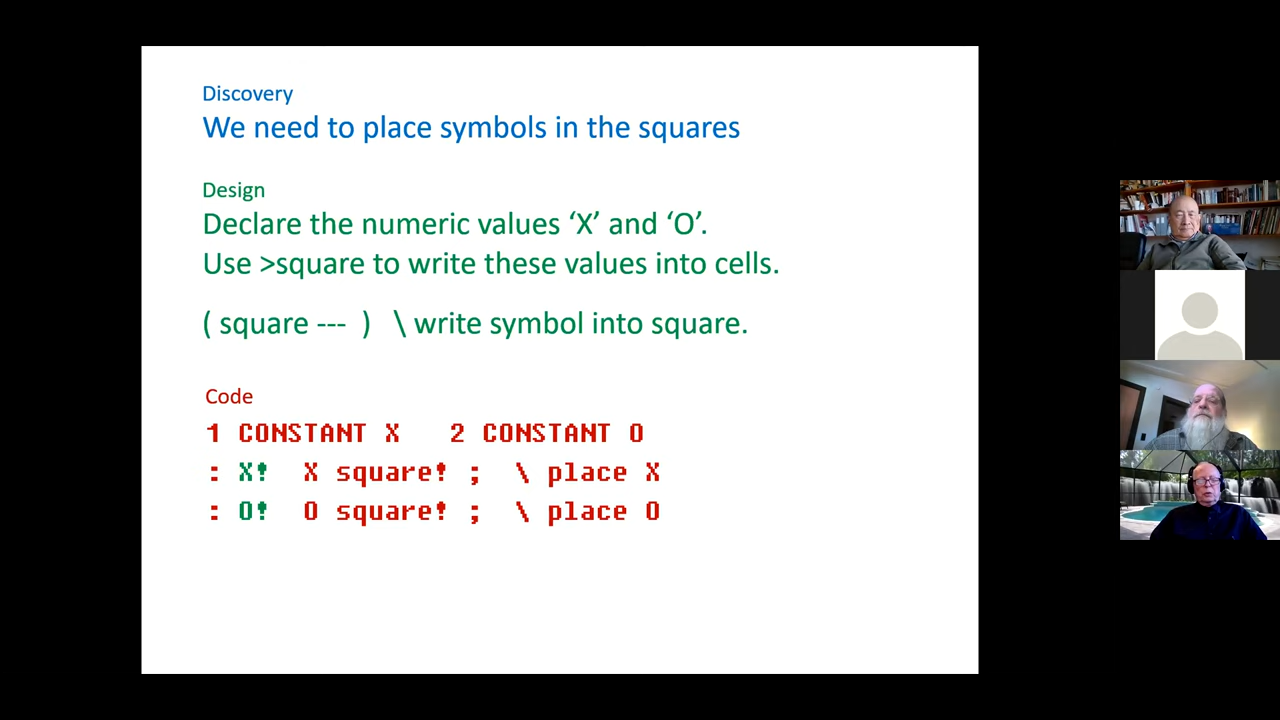 Discovery
We need to place symbols in the squares
Design
Declare the numeric values ‘X’ and ‘O’.
Use >square to write these values into cells.
( square --- ) \ write symbol into square.
Code
1 CONSTANT X 2 CONSTANT O
: X! X square! ; \ place X
: O! O square! ; \ place O